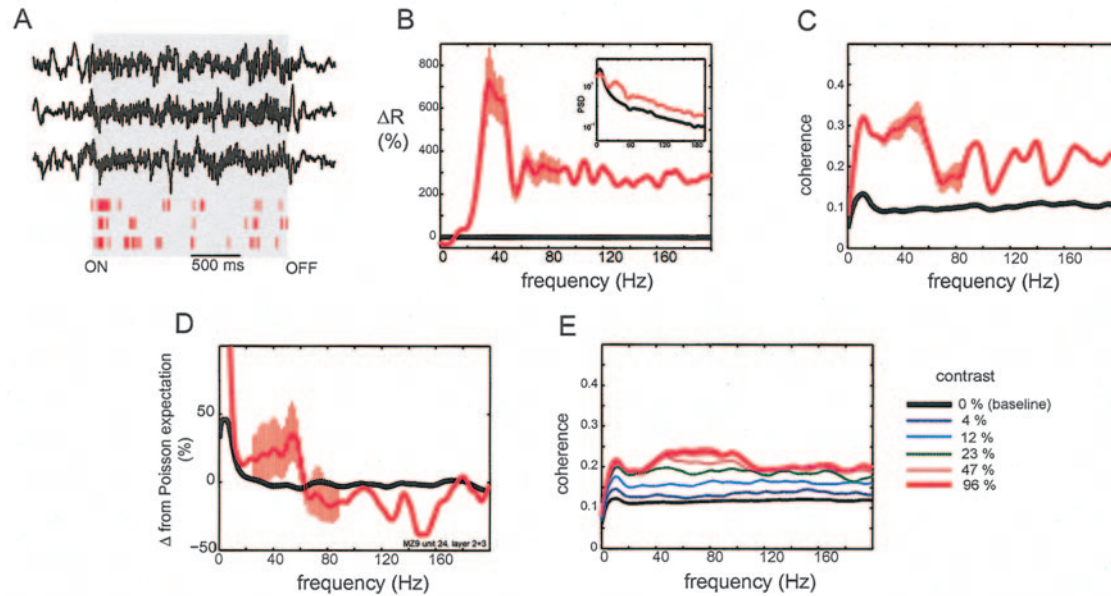 A
ON
500 ms
OFF
B
ΔR
(%)
800
600
400
200
0
0
40
80
120
160
frequency (Hz)
PSD
0
60
120
180
C
coherence
0.4
0.3
0.2
0.1
0
0
40
80
120
160
frequency (Hz)
D
Δ from Poisson expectation
(%)
50
0
−50
0
40
80
120
160
MZ9 unit 24, layer 2+3
frequency (Hz)
E
coherence
0.4
0.3
0.2
0.1
0
0
40
80
120
160
frequency (Hz)
contrast
0 % (baseline)
4 %
12 %
23 %
47 %
96 %